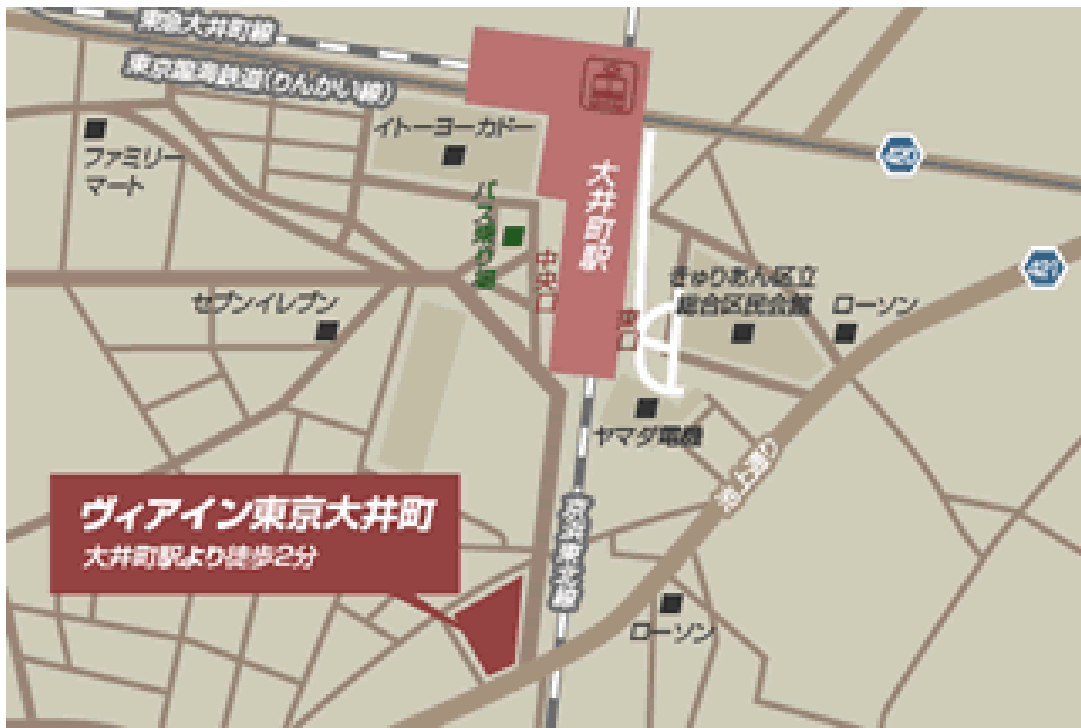 東急大井町線
東京臨海鉄道(りんかい線)
イトーヨーカドー
ファミリー
マート
バス乗り場
大井町駅
中央口
東口
420
421
きゅりあん区立
総合区民会館
ローソン
セブンイレブン
ヤマダ電機
池上通り
ヴィアイン東京大井町
大井町駅より徒歩2分
京浜東北線
ローソン